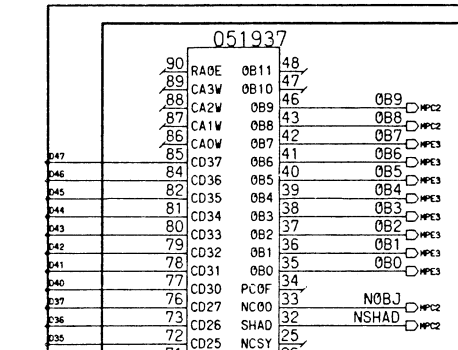 051937
90 RA0E 0B11 48
89 CA3W 0B10 47
88 CA2W 0B9 46 0B9 MPC2
87 CA1W 0B8 43 0B8 MPC2
86 CA0W 0B7 42 0B7 MPE3
D47 85 CD37 0B6 41 0B6 MPE3
D46 84 CD36 0B5 40 0B5 MPE3
D45 82 CD35 0B4 39 0B4 MPE3
D44 81 CD34 0B3 38 0B3 MPE3
D43 80 CD33 0B2 37 0B2 MPE3
D42 79 CD32 0B1 36 0B1 MPE3
D41 78 CD31 0B0 35 0B0 MPE3
D40 77 CD30 PC0F 34
D37 76 CD27 NC00 33 N0BJ MPC2
D36 73 CD26 SHAD 32 NSHAD MPC2
D35 72 CD25 NCSY 25